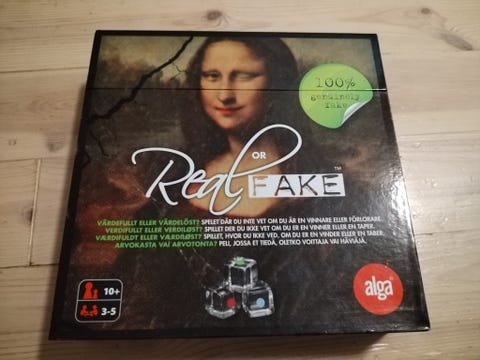 100%
genuinely
fake
OR
Real FAKE™
VÄRDEFULLT ELLER VÄRDELÖST? SPELET DÄR DU INTE VET OM DU ÄR EN VINNARE ELLER FÖRLORARE.
VERDIFULLT ELLER VERDILØST? SPILLET DER DU IKKE VET OM DU ER EN VINNER ELLER EN TAPER.
VÆRDIFULDT ELLER VÆRDILØST? SPILLET, HVOR DU IKKE VED, OM DU ER EN VINDER ELLER EN TABER.
ARVOKASTA VAI ARVOTONTA? PELI, JOSSA ET TIEDÄ, OLETKO VOITTAJA VAI HÄVIÄJÄ.
10+
3-5
alga